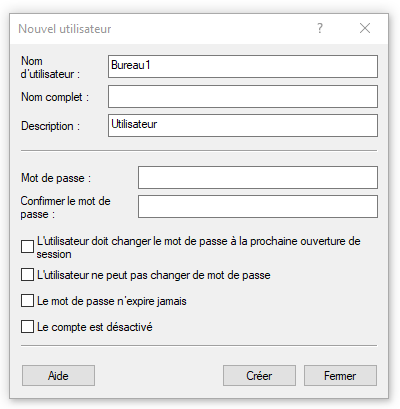 Nouvel utilisateur
?
Nom
d'utilisateur :
Bureau1
Nom complet :
Description :
Utilisateur
Mot de passe :
Confirmer le mot de
passe :
L'utilisateur doit changer le mot de passe à la prochaine ouverture de
session
L'utilisateur ne peut pas changer de mot de passe
Le mot de passe n'expire jamais
Le compte est désactivé
Aide
Créer
Fermer